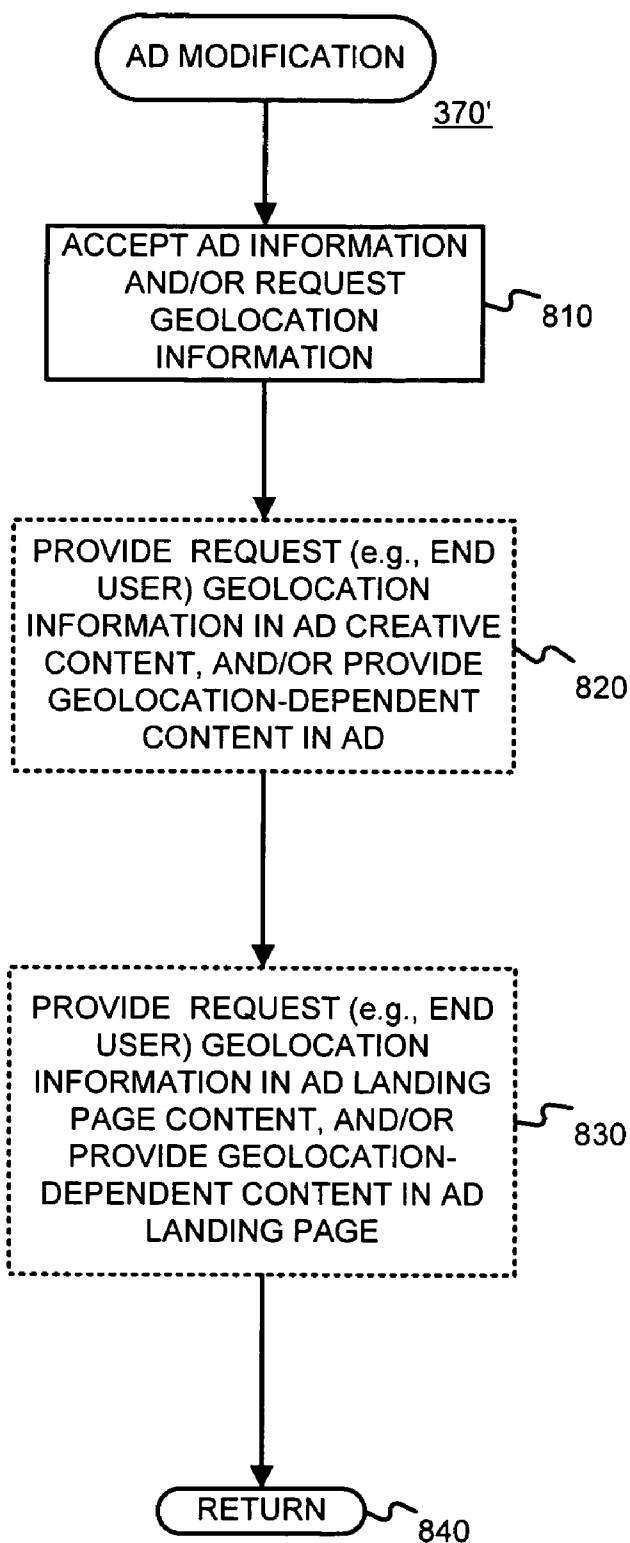 AD MODIFICATION
370'
ACCEPT AD INFORMATION
AND/OR REQUEST
GEOLOCATION
INFORMATION
810
PROVIDE REQUEST (e.g., END
USER) GEOLOCATION
INFORMATION IN AD CREATIVE
CONTENT, AND/OR PROVIDE
GEOLOCATION-DEPENDENT
CONTENT IN AD
820
PROVIDE REQUEST (e.g., END
USER) GEOLOCATION
INFORMATION IN AD LANDING
PAGE CONTENT, AND/OR
PROVIDE GEOLOCATION-
DEPENDENT CONTENT IN AD
LANDING PAGE
830
RETURN
840